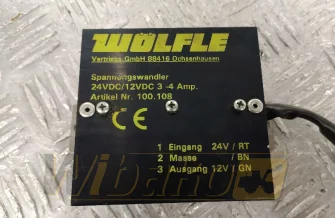 WÖLFLE
Vertriebs GmbH 88416 Ochsenhausen
Spannungswandler
24VDC/12VDC 3-4 Amp.
Artikel Nr. 100.108
CE
1 Eingang 24V / RT
2 Masse / BN
3 Ausgang 12V / GN